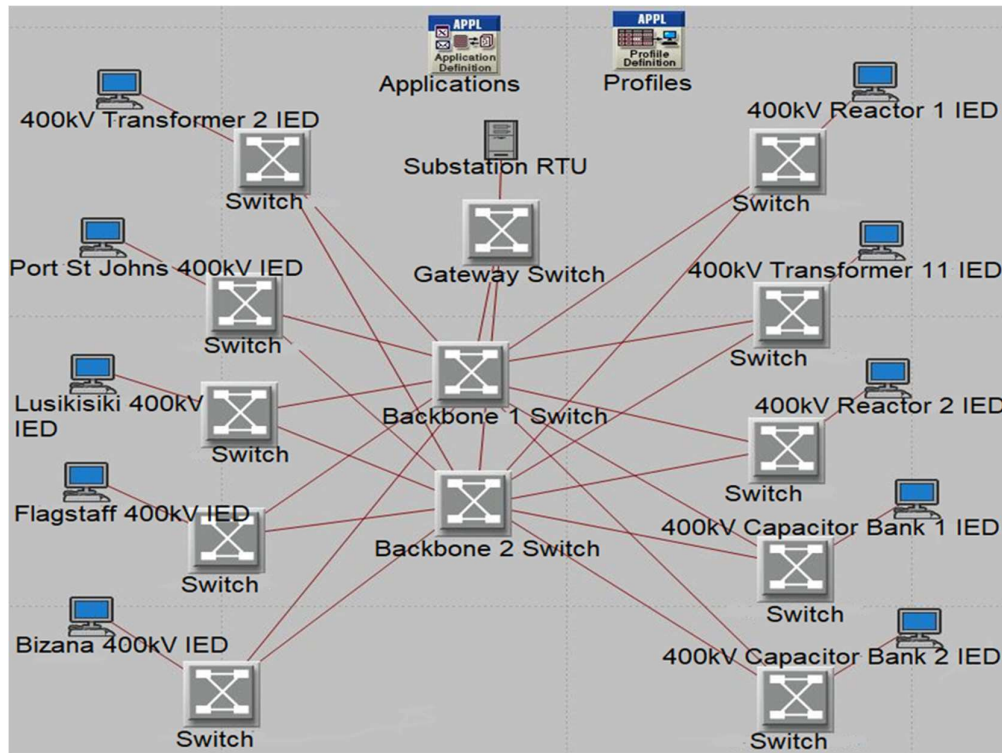 APPL
Application
Definition
Applications
APPL
Profile
Definition
Profiles
400kV Transformer 2 IED
Switch
Substation RTU
Gateway Switch
400kV Reactor 1 IED
Switch
Port St Johns 400kV IED
Switch
400kV Transformer 11 IED
Switch
Backbone 1 Switch
Lusikisiki 400kV
IED
Switch
400kV Reactor 2 IED
Switch
Backbone 2 Switch
Flagstaff 400kV IED
Switch
400kV Capacitor Bank 1 IED
Switch
Bizana 400kV IED
Switch
400kV Capacitor Bank 2 IED
Switch